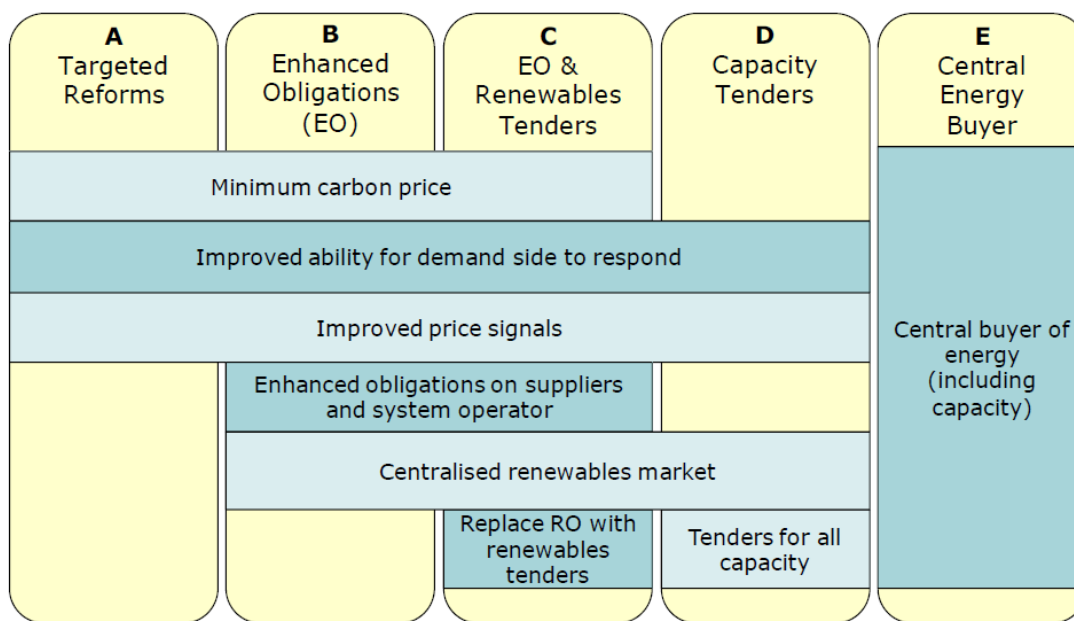 A
Targeted
Reforms
B
Enhanced
Obligations
(EO)
C
EO &
Renewables
Tenders
D
Capacity
Tenders
E
Central
Energy
Buyer
Minimum carbon price
Improved ability for demand side to respond
Improved price signals
Enhanced obligations on suppliers
and system operator
Centralised renewables market
Replace RO with
renewables
tenders
Tenders for all
capacity
Central buyer of
energy
(including
capacity)